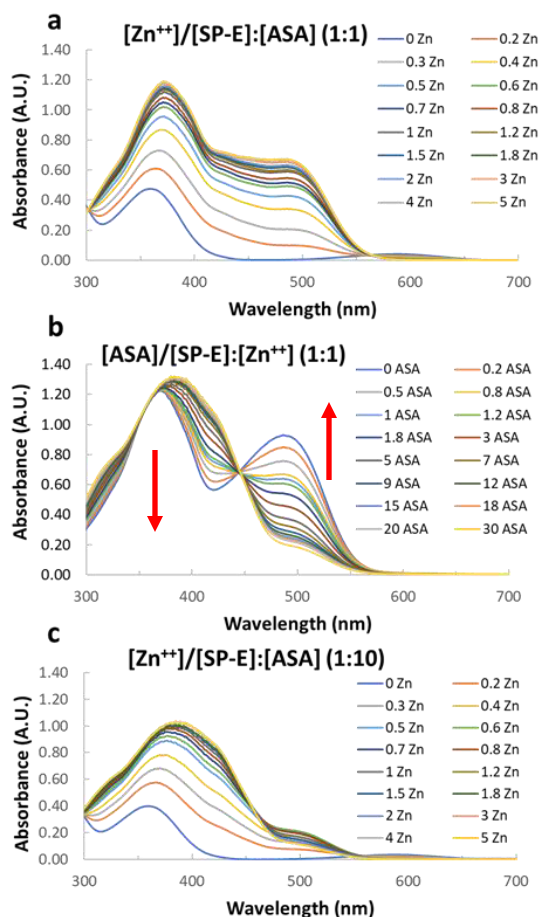 a
[Zn⁺⁺]/[SP-E]:[ASA] (1:1)
1.40
1.20
1.00
0.80
0.60
0.40
0.20
0.00
Absorbance (A.U.)
0 Zn 0.2 Zn
0.3 Zn 0.4 Zn
0.5 Zn 0.6 Zn
0.7 Zn 0.8 Zn
1 Zn 1.2 Zn
1.5 Zn 1.8 Zn
2 Zn 3 Zn
4 Zn 5 Zn
300 400 500 600 700
Wavelength (nm)
b
[ASA]/[SP-E]:[Zn⁺⁺] (1:1)
1.40
1.20
1.00
0.80
0.60
0.40
0.20
0.00
Absorbance (A.U.)
0 ASA 0.2 ASA
0.5 ASA 0.8 ASA
1 ASA 1.2 ASA
1.8 ASA 3 ASA
5 ASA 7 ASA
9 ASA 12 ASA
15 ASA 18 ASA
20 ASA 30 ASA
300 400 500 600 700
Wavelength (nm)
c
[Zn⁺⁺]/[SP-E]:[ASA] (1:10)
1.40
1.20
1.00
0.80
0.60
0.40
0.20
0.00
Absorbance (A.U.)
0 Zn 0.2 Zn
0.3 Zn 0.4 Zn
0.5 Zn 0.6 Zn
0.7 Zn 0.8 Zn
1 Zn 1.2 Zn
1.5 Zn 1.8 Zn
2 Zn 3 Zn
4 Zn 5 Zn
300 400 500 600 700
Wavelength (nm)